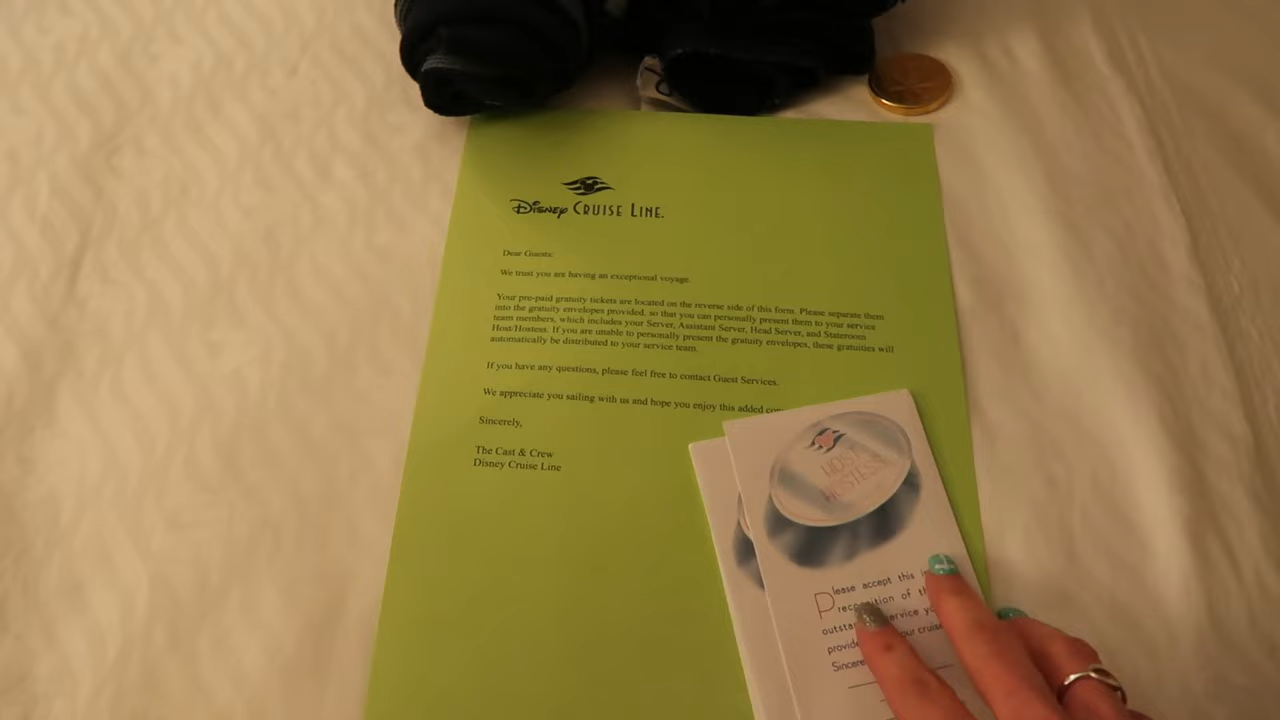 Disney CRUISE LINE.
Dear Guests:
We trust you are having an exceptional voyage.
Your pre-paid gratuity tickets are located on the reverse side of this form. Please separate them
into the gratuity envelopes provided, so that you can personally present them to your service
team members, which includes your Server, Assistant Server, Head Server, and Stateroom
Host/Hostess. If you are unable to personally present the gratuity envelopes, these gratuities will
automatically be distributed to your service team.
If you have any questions, please feel free to contact Guest Services.
We appreciate you sailing with us and hope you enjoy this added
Sincerely,
The Cast & Crew
Disney Cruise Line
HOST
HOSTESS
Please accept this
of
service
cruise